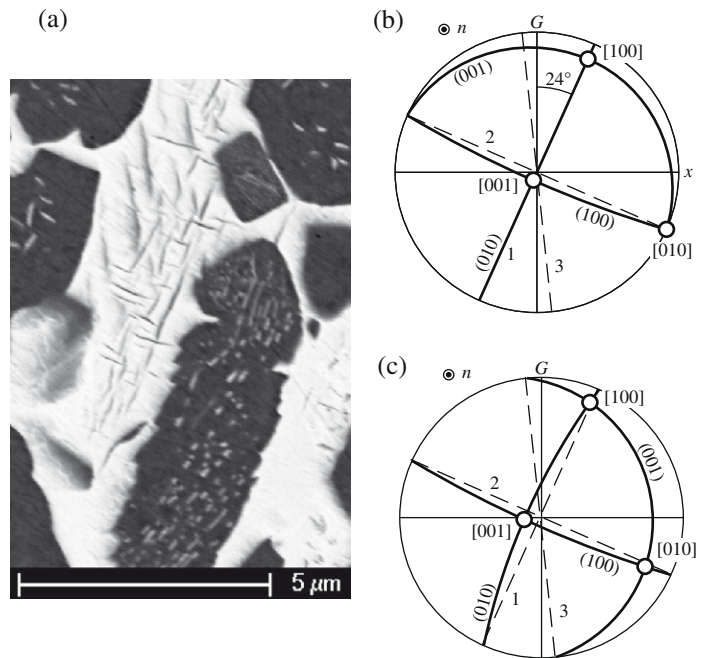 (a)
5 μm
(b)
n
G
[100]
(001)
24°
2
[001]
x
(100)
[010]
(010)
1
3
(c)
n
G
[100]
(001)
2
[001]
[010]
(100)
(010)
1
3